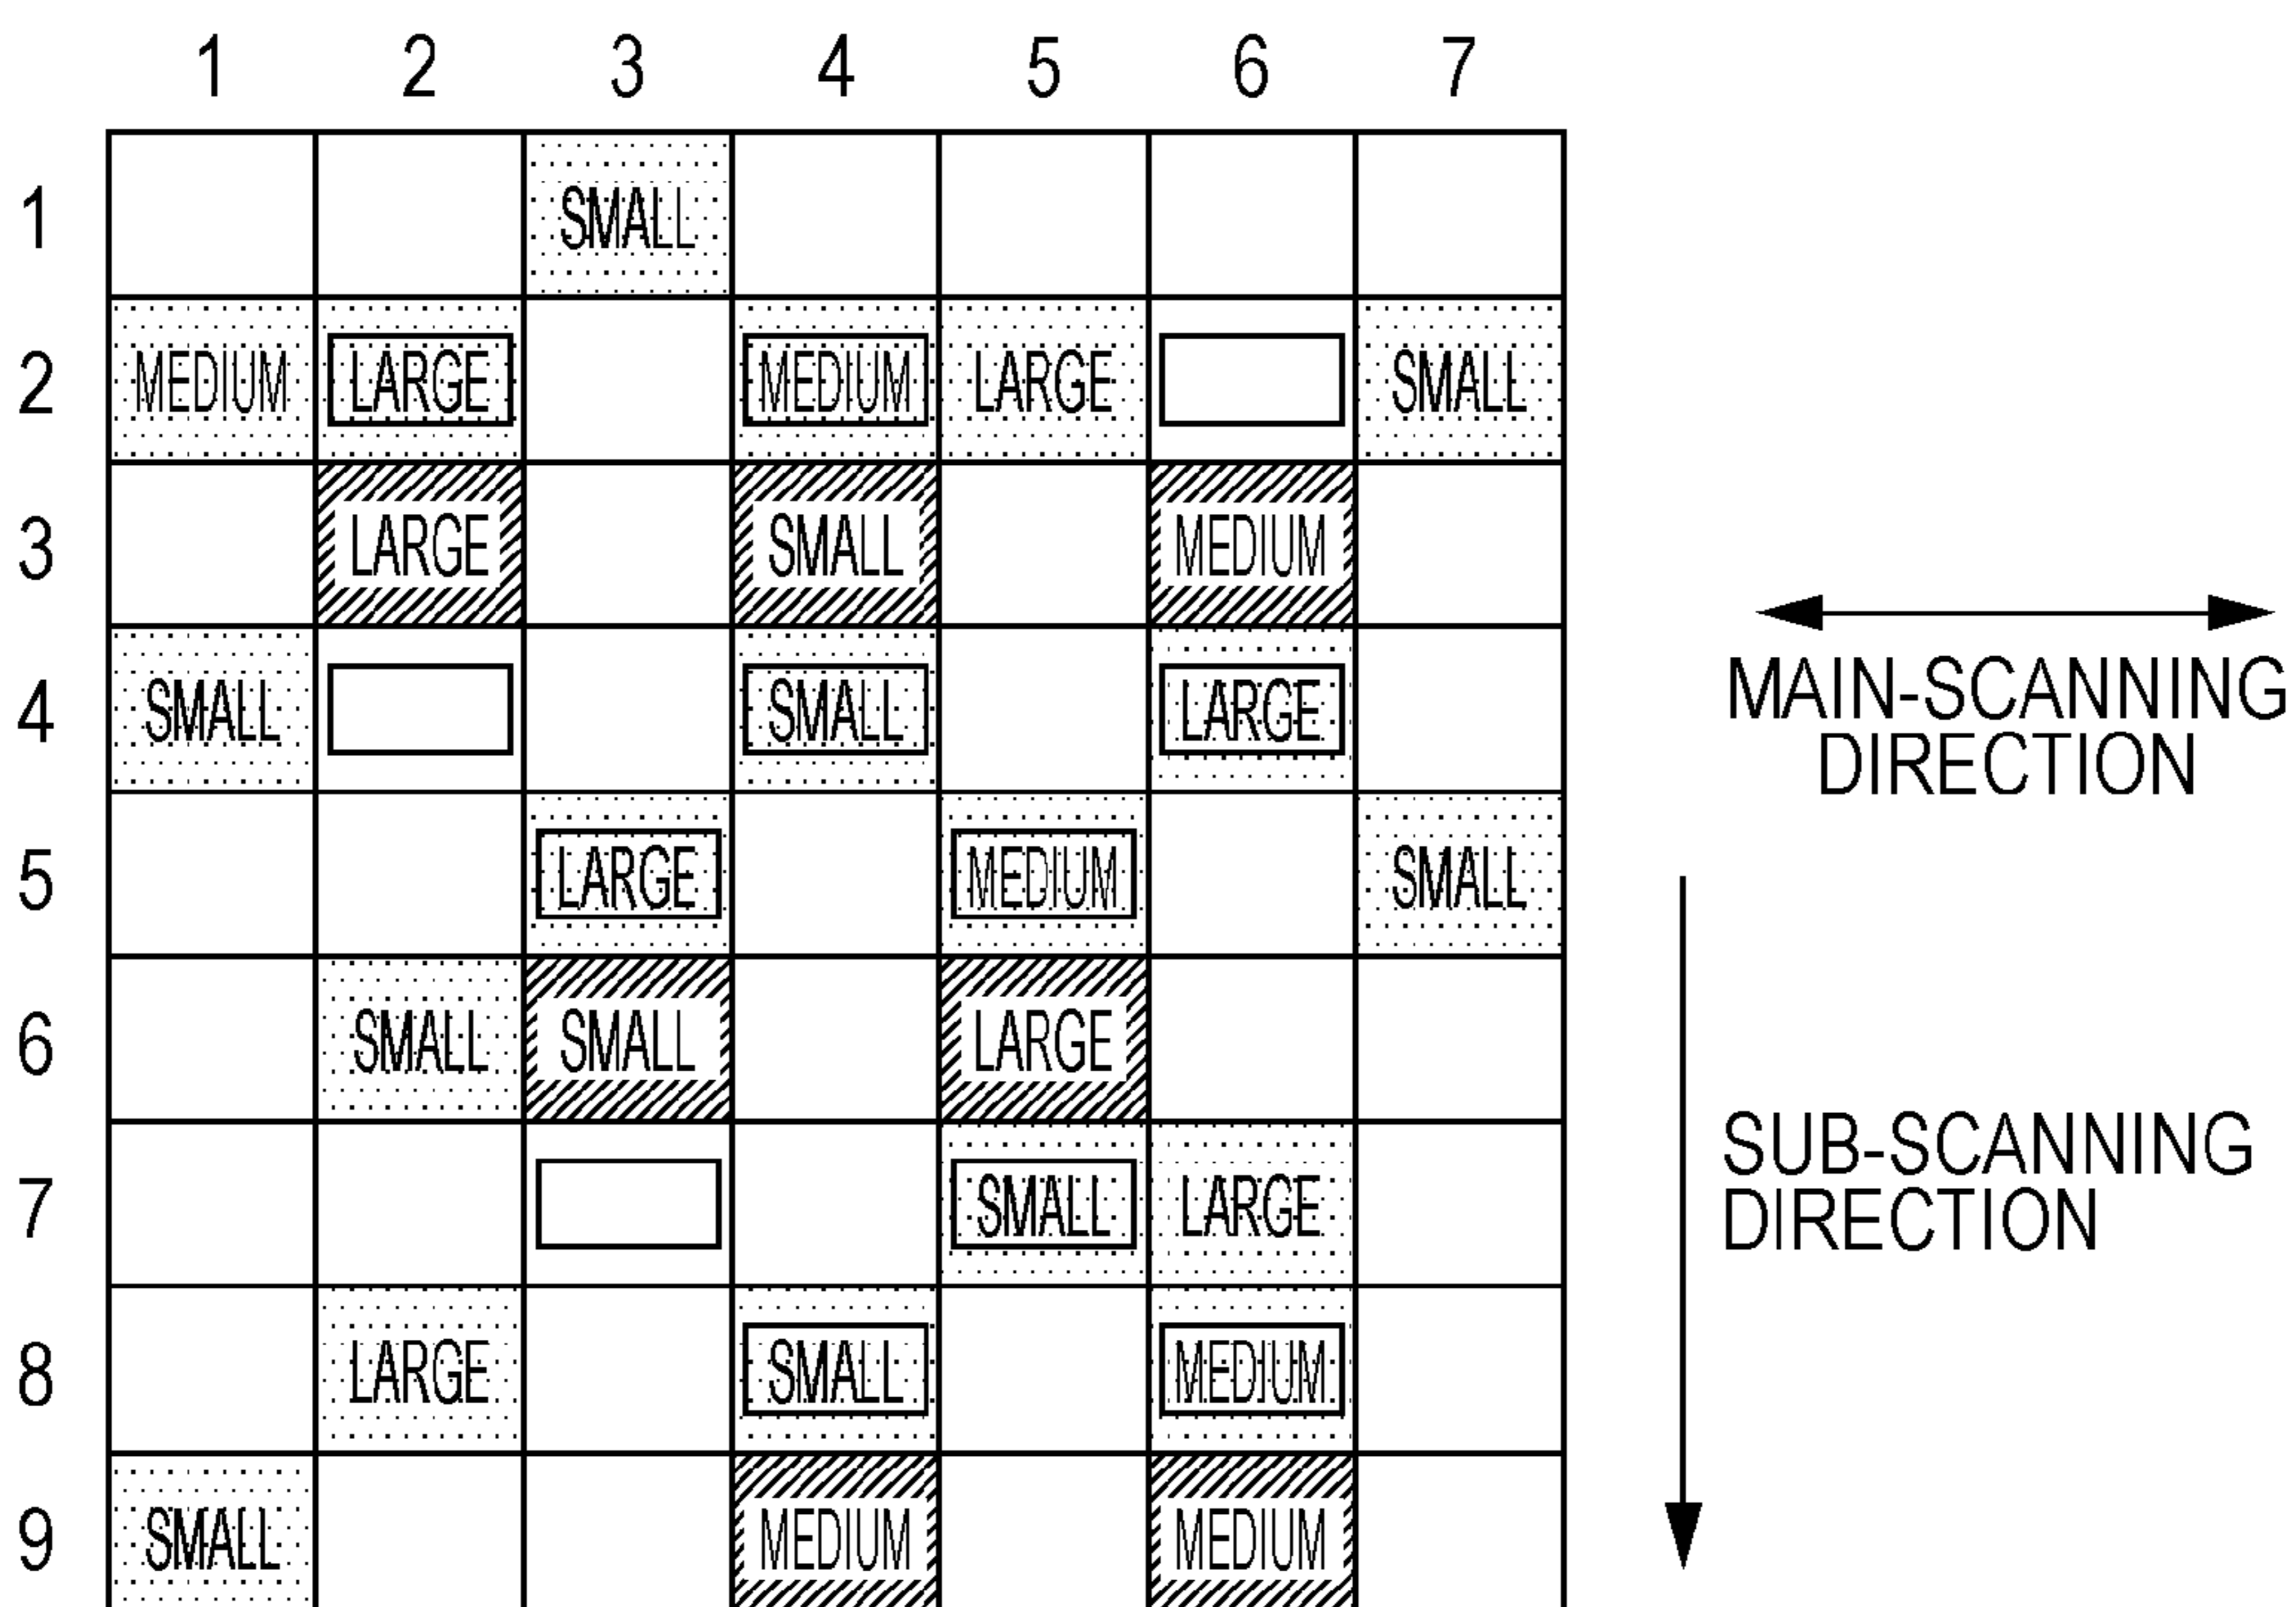 1 2 3 4 5 6 7
1 SMALL
2 MEDIUM LARGE MEDIUM LARGE SMALL
3 LARGE SMALL MEDIUM
4 SMALL SMALL LARGE
5 LARGE MEDIUM SMALL
6 SMALL SMALL LARGE
7 SMALL LARGE
8 LARGE SMALL MEDIUM
9 SMALL MEDIUM MEDIUM
MAIN-SCANNING
DIRECTION
SUB-SCANNING
DIRECTION